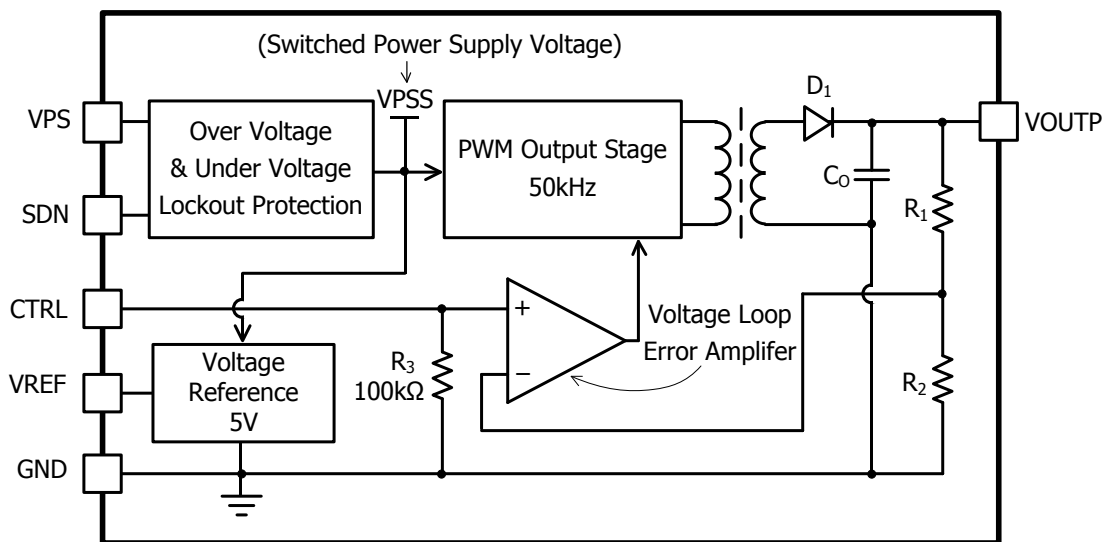 (Switched Power Supply Voltage)
VPSS
D1
VPS
Over Voltage
& Under Voltage
Lockout Protection
PWM Output Stage
50kHz
VOUTP
CO
R1
SDN
CTRL
+
Voltage Loop
Error Amplifer
R3
100kΩ
−
R2
Voltage
Reference
5V
VREF
GND